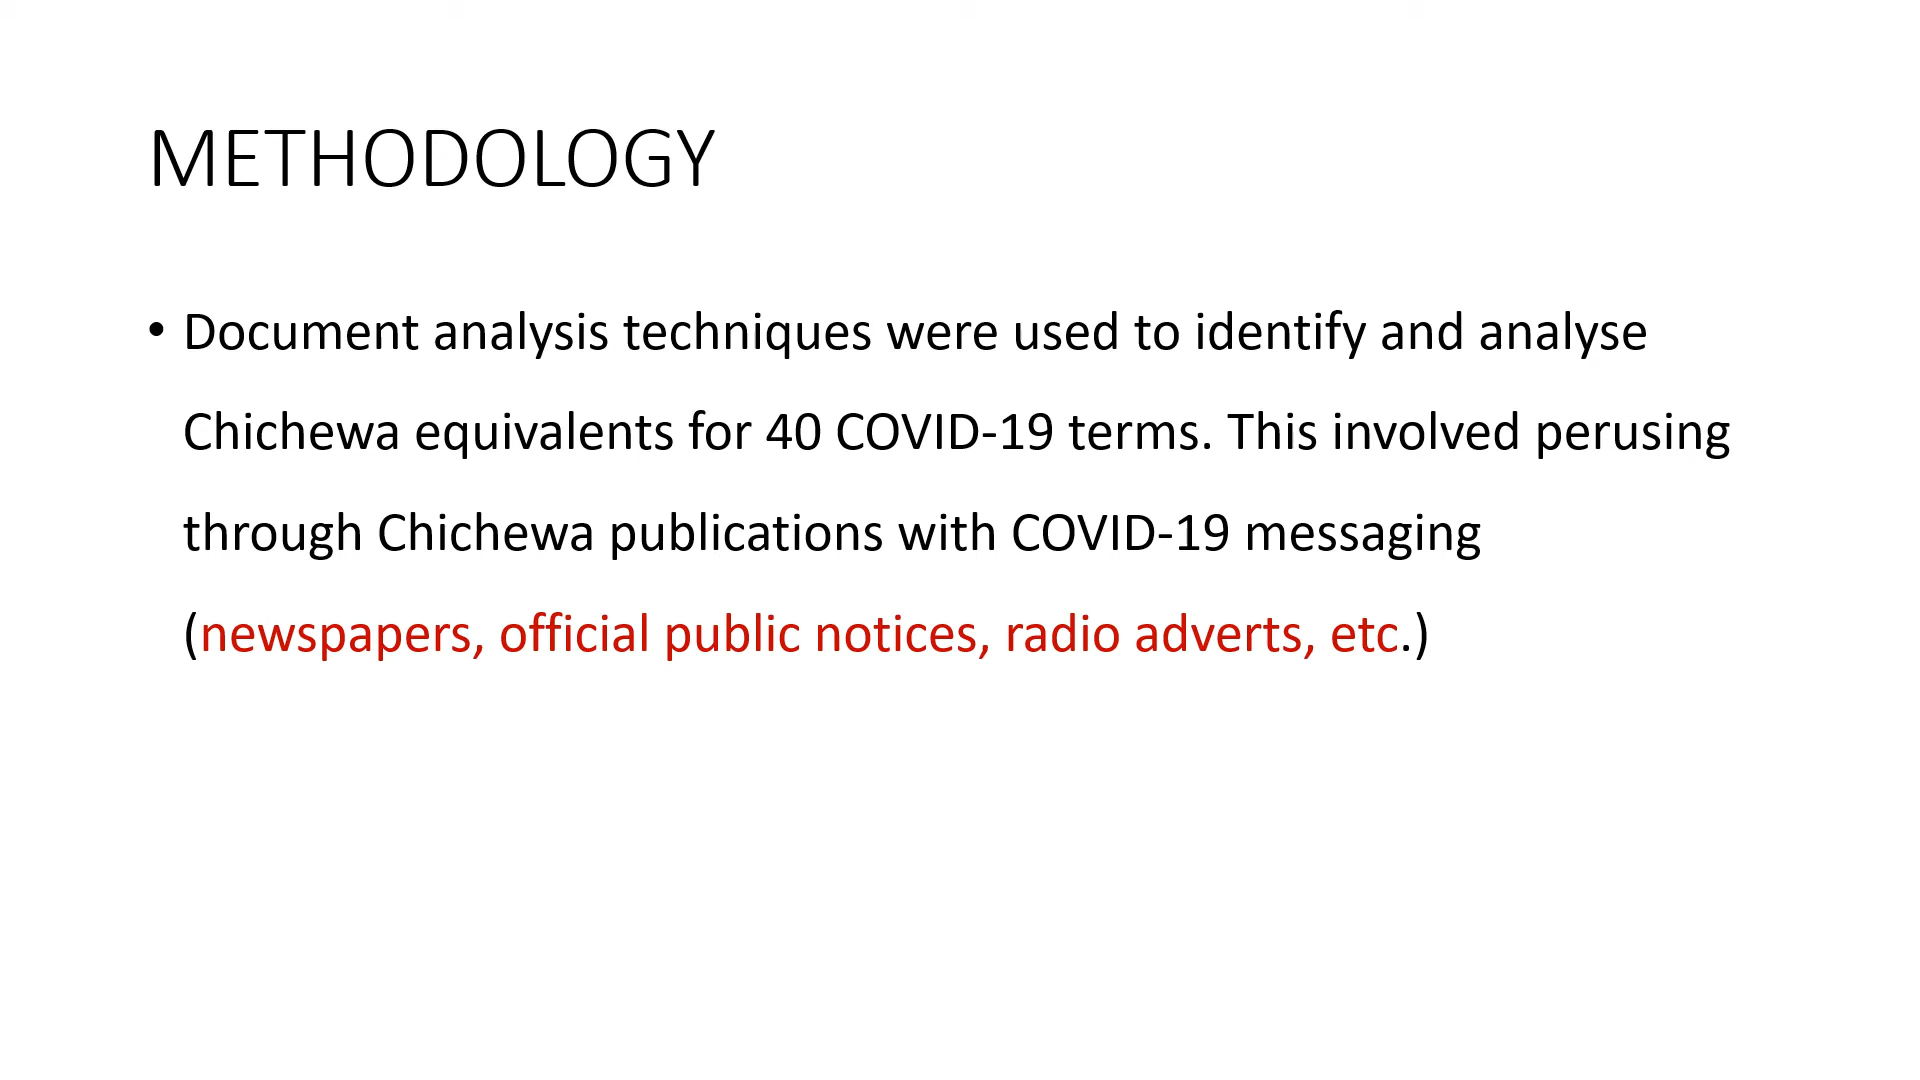 METHODOLOGY
• Document analysis techniques were used to identify and analyse
Chichewa equivalents for 40 COVID-19 terms. This involved perusing
through Chichewa publications with COVID-19 messaging
(newspapers, official public notices, radio adverts, etc.)